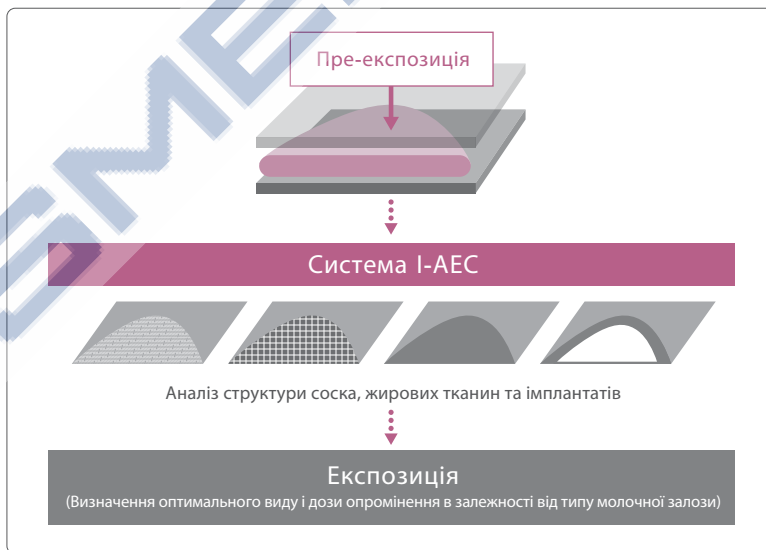 Пре-експозиція
Система I-AEC
Аналіз структури соска, жирових тканин та імплантатів
Експозиція
(Визначення оптимального виду і дози опромінення в залежності від типу молочної залози)